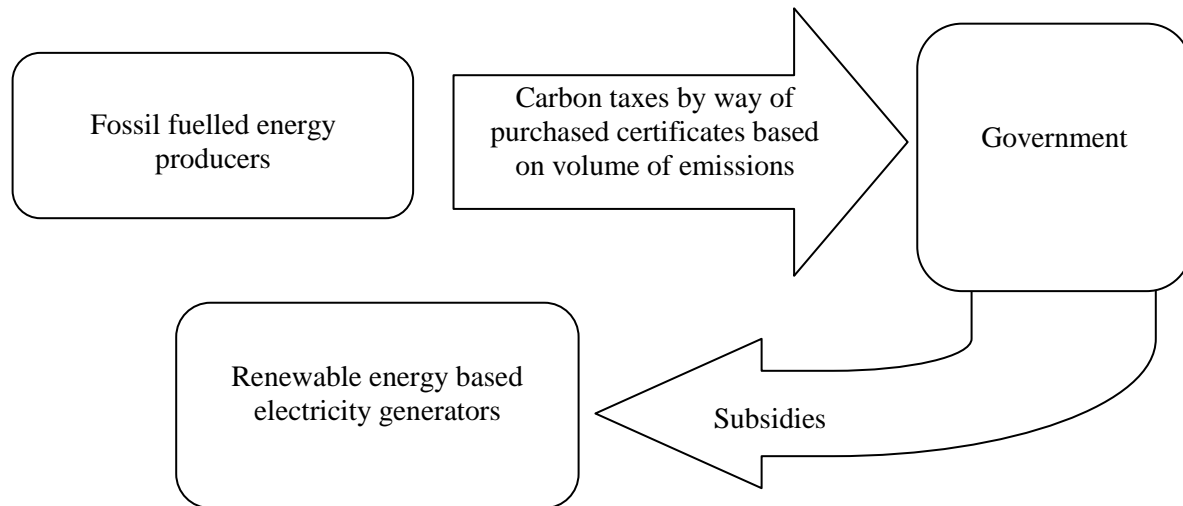 Fossil fuelled energy
producers
Carbon taxes by way of
purchased certificates based
on volume of emissions
Government
Renewable energy based
electricity generators
Subsidies